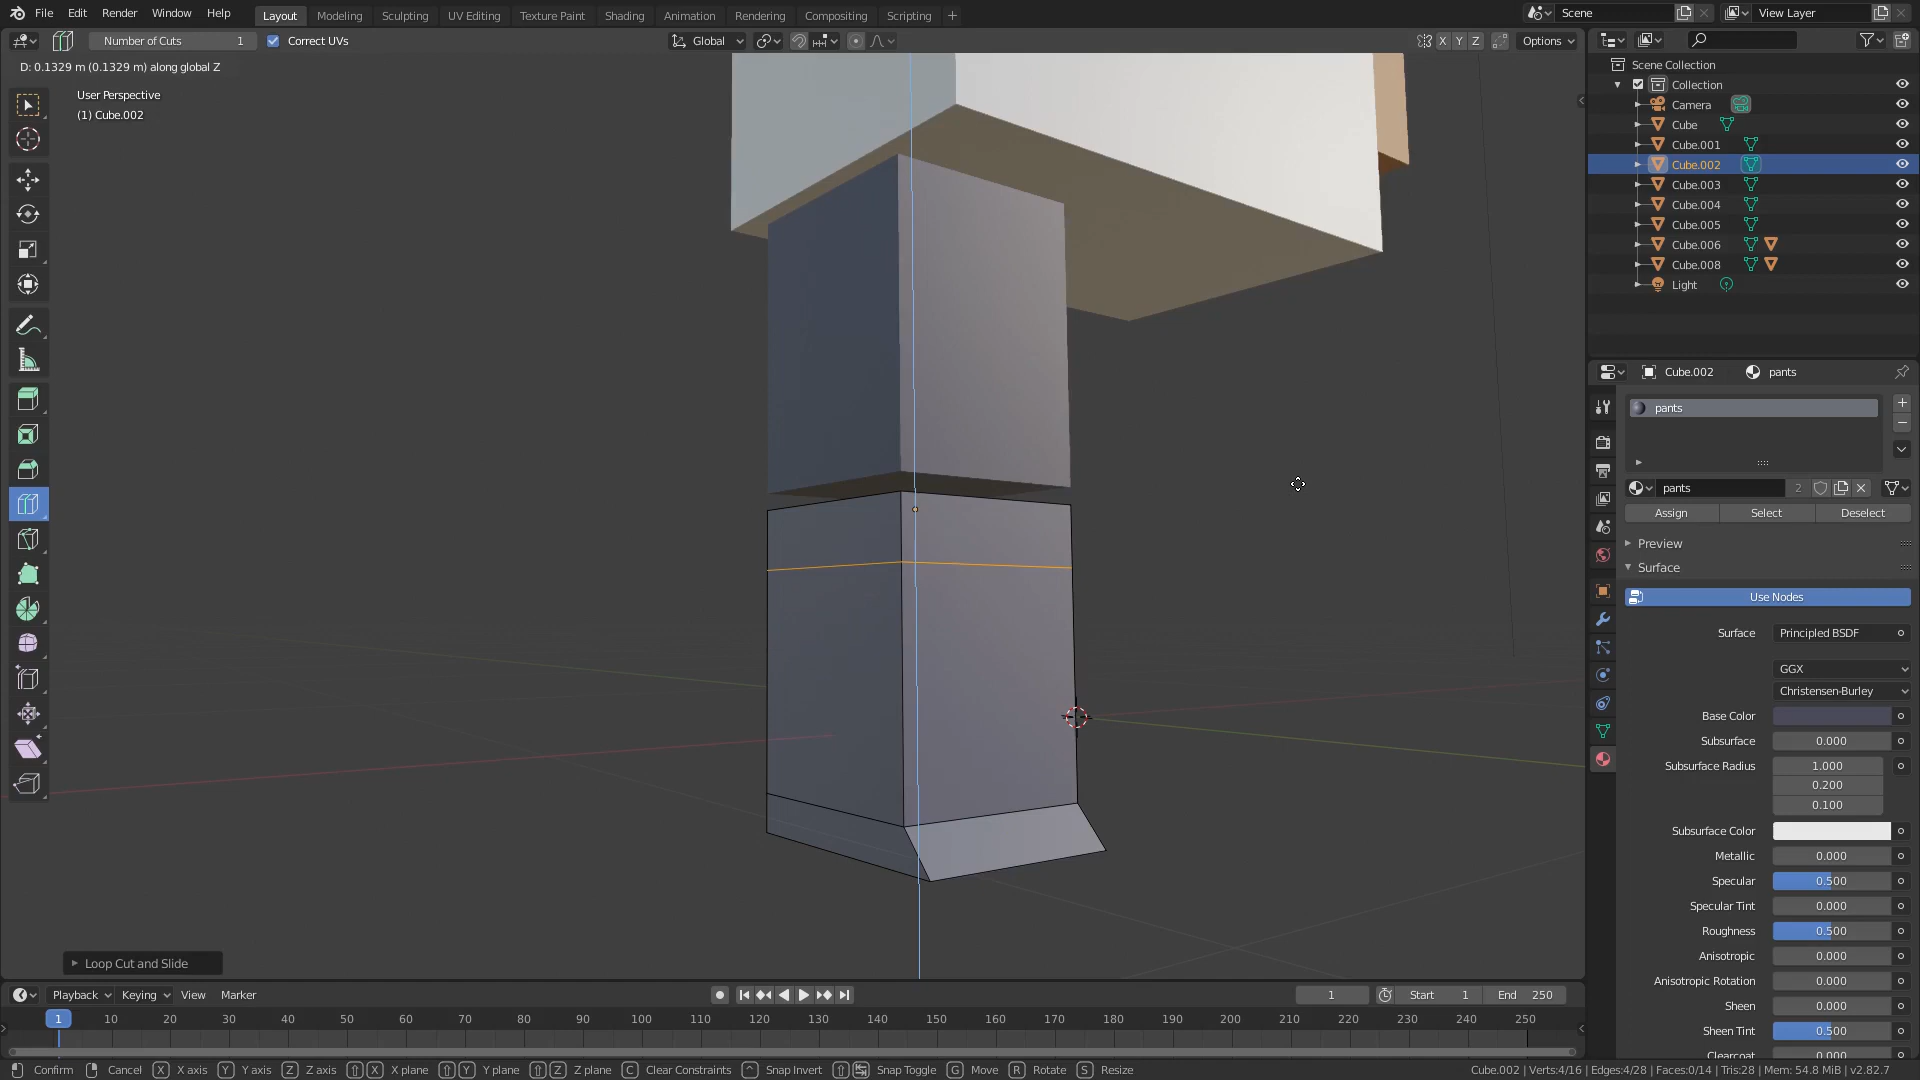 File Edit Render Window Help Layout Modeling Sculpting UV Editing Texture Paint Shading Animation Rendering Compositing Scripting + Scene View Layer
Number of Cuts 1 Correct UVs Global X Y Z Options
D: 0.1329 m (0.1329 m) along global Z
User Perspective
(1) Cube.002
Scene Collection
Collection
Camera
Cube
Cube.001
Cube.002
Cube.003
Cube.004
Cube.005
Cube.006
Cube.008
Light
Cube.002 pants
pants
pants 2
Assign Select Deselect
Preview
Surface
Use Nodes
Surface Principled BSDF
GGX
Christensen-Burley
Base Color
Subsurface 0.000
Subsurface Radius 1.000
0.200
0.100
Subsurface Color
Metallic 0.000
Specular 0.500
Specular Tint 0.000
Roughness 0.500
Anisotropic 0.000
Anisotropic Rotation 0.000
Sheen 0.000
Sheen Tint 0.500
Clearcoat 0.000
Loop Cut and Slide
Playback Keying View Marker 1 Start 1 End 250
1 10 20 30 40 50 60 70 80 90 100 110 120 130 140 150 160 170 180 190 200 210 220 230 240 250
Confirm Cancel X X axis Y Y axis Z Z axis X X plane Y Y plane Z Z plane C Clear Constraints ^ Snap Invert Snap Toggle G Move R Rotate S Resize Cube.002 | Verts:4/16 | Edges:4/28 | Faces:0/14 | Tris:28 | Mem: 54.8 MiB | v2.82.7